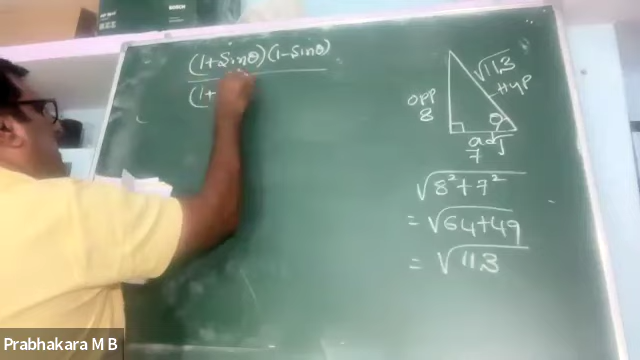 (1+Sinθ)(1-Sinθ)
(1+
√113
Hyp
opp
8
θ
adj
7
√8²+7²
= √64+49
= √113
Prabhakara M B